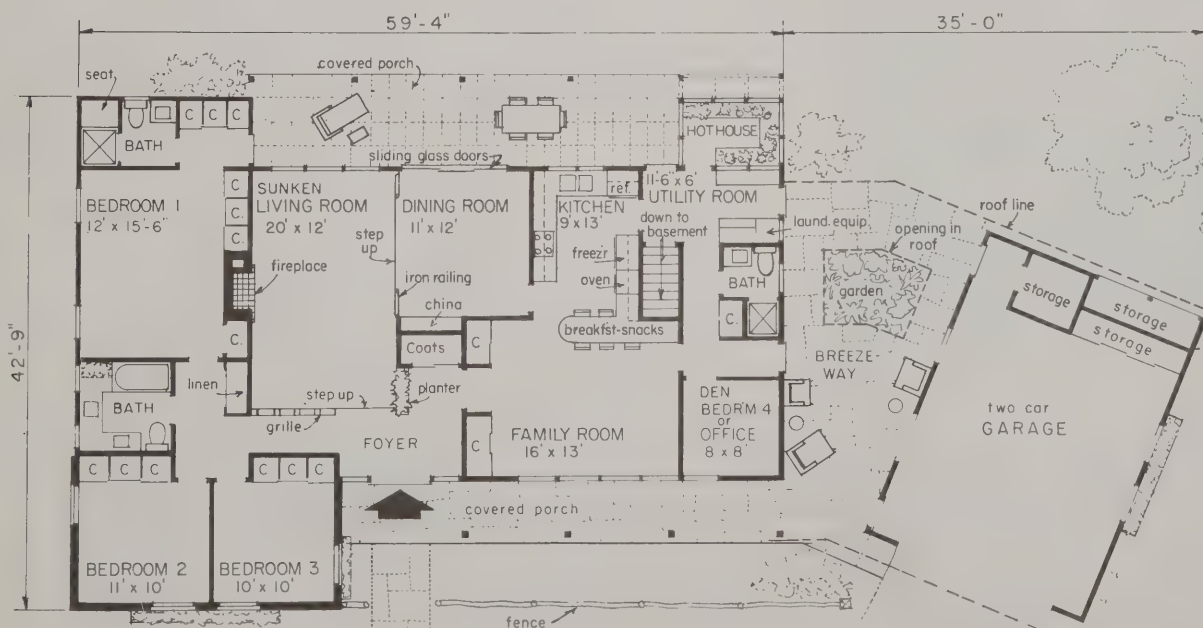 59'-4"
35'-0"
seat
covered porch
C C C
BATH
HOT HOUSE
sliding glass doors
42'-9"
BEDROOM 1
12' x 15'-6"
C
C
C
SUNKEN
LIVING ROOM
20' x 12'
DINING ROOM
11' x 12'
step
up
KITCHEN
9' x 13'
ref.
11-6" x 6'
UTILITY ROOM
down to
basement
laund. equip
roof line
opening in
roof
fireplace
iron railing
freez'r
oven
BATH
garden
storage
storage
storage
china
breakfst-snacks
C.
C
Coats
C
BREEZE-
WAY
linen
BATH
step up
planter
grille
DEN
BEDR'M 4
or
OFFICE
8 x 8'
two car
GARAGE
FOYER
C
FAMILY ROOM
16' x 13'
C C C
C C C
covered porch
BEDROOM 2
11' x 10'
BEDROOM 3
10' x 10'
fence